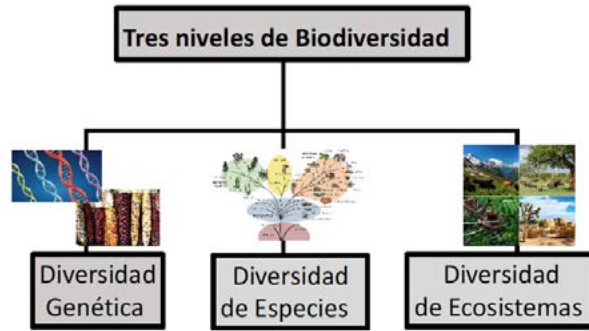 Tres niveles de Biodiversidad
Diversidad
Genética
Diversidad
de Especies
Diversidad
de Ecosistemas